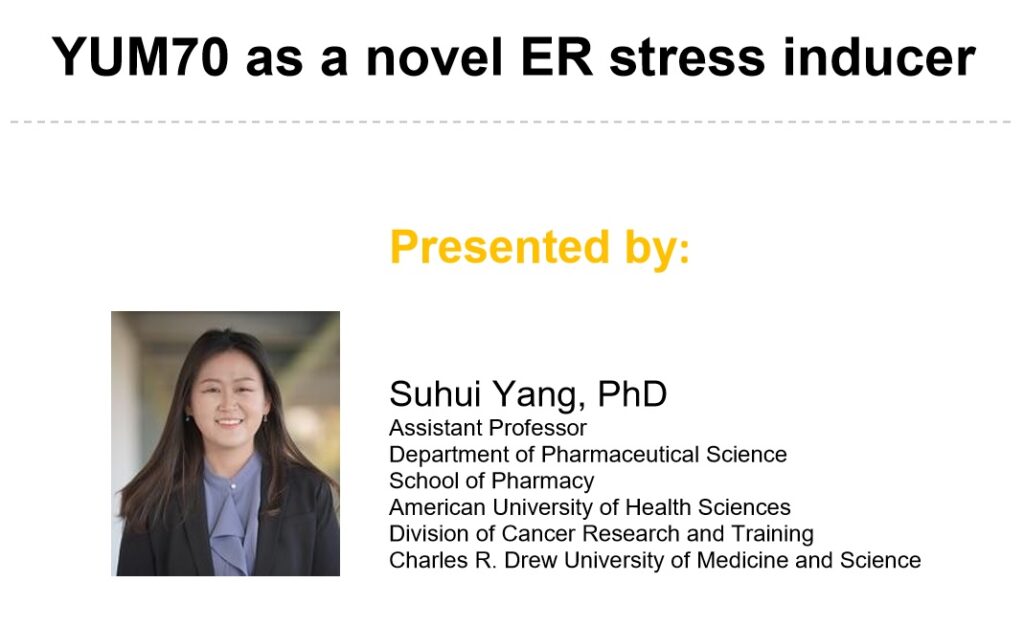 YUM70 as a novel ER stress inducer
Presented by:
Suhui Yang, PhD
Assistant Professor
Department of Pharmaceutical Science
School of Pharmacy
American University of Health Sciences
Division of Cancer Research and Training
Charles R. Drew University of Medicine and Science